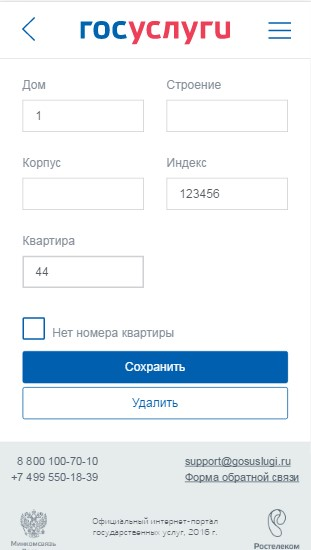 госуслуги
Дом Строение
1
Корпус Индекс
123456
Квартира
44
Нет номера квартиры
Сохранить
Удалить
8 800 100-70-10 support@gosuslugi.ru
+7 499 550-18-39 Форма обратной связи
Официальный интернет-портал
государственных услуг, 2016 г.
Минкомсвязь Ростелеком